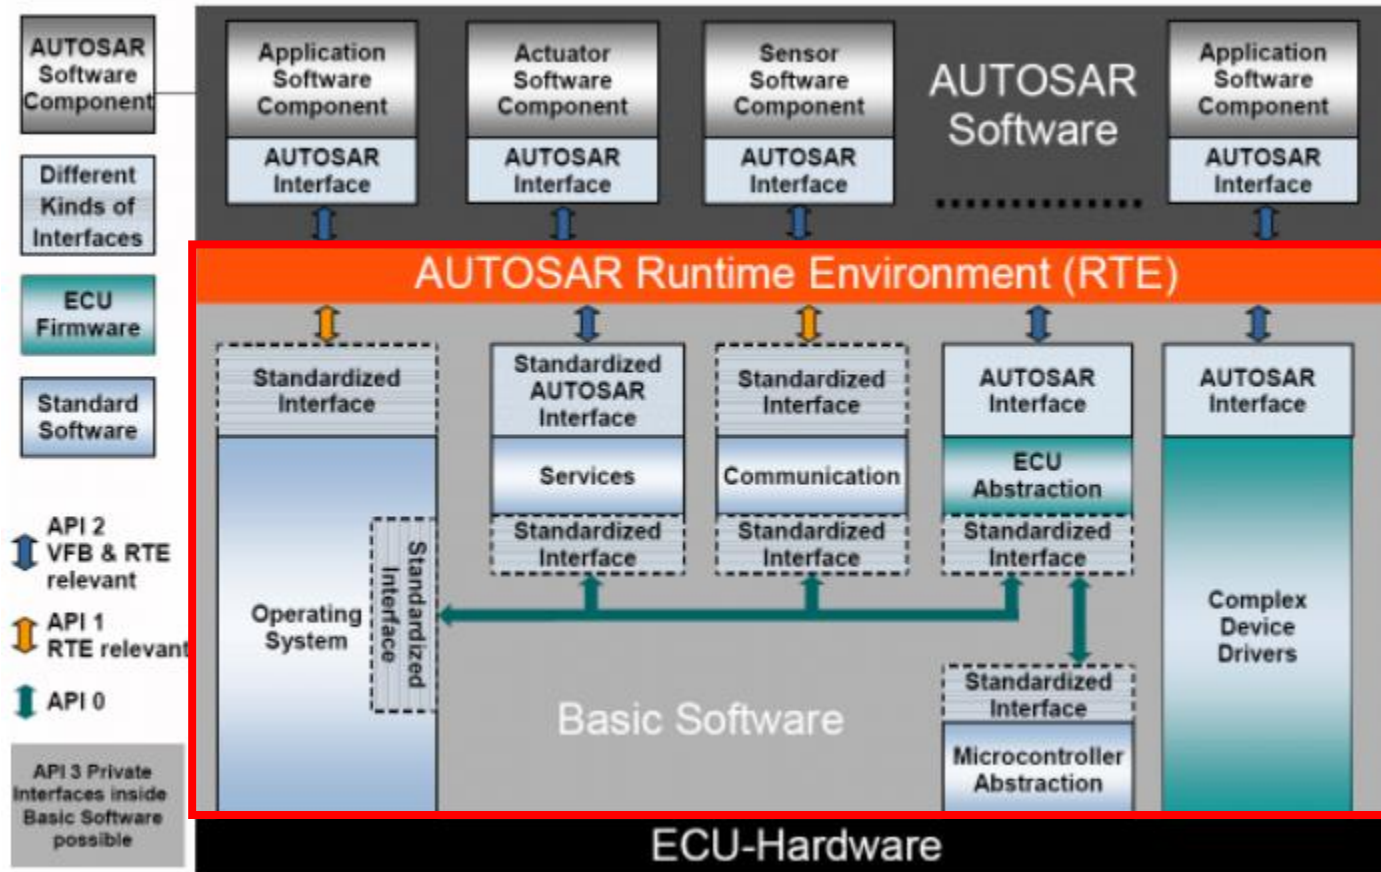 AUTOSAR
Software
Component
Different
Kinds of
Interfaces
ECU
Firmware
Standard
Software
API 2
VFB & RTE
relevant
API 1
RTE relevant
API 0
API 3 Private
Interfaces inside
Basic Software
possible
Application
Software
Component
AUTOSAR
Interface
Actuator
Software
Component
AUTOSAR
Interface
Sensor
Software
Component
AUTOSAR
Interface
AUTOSAR
Software
Application
Software
Component
AUTOSAR
Interface
AUTOSAR Runtime Environment (RTE)
Standardized
Interface
Operating
System
Standardized
Interface
Standardized
AUTOSAR
Interface
Services
Standardized
Interface
Standardized
Interface
Communication
Standardized
Interface
AUTOSAR
Interface
ECU
Abstraction
Standardized
Interface
Standardized
Interface
Microcontroller
Abstraction
AUTOSAR
Interface
Complex
Device
Drivers
Basic Software
ECU-Hardware